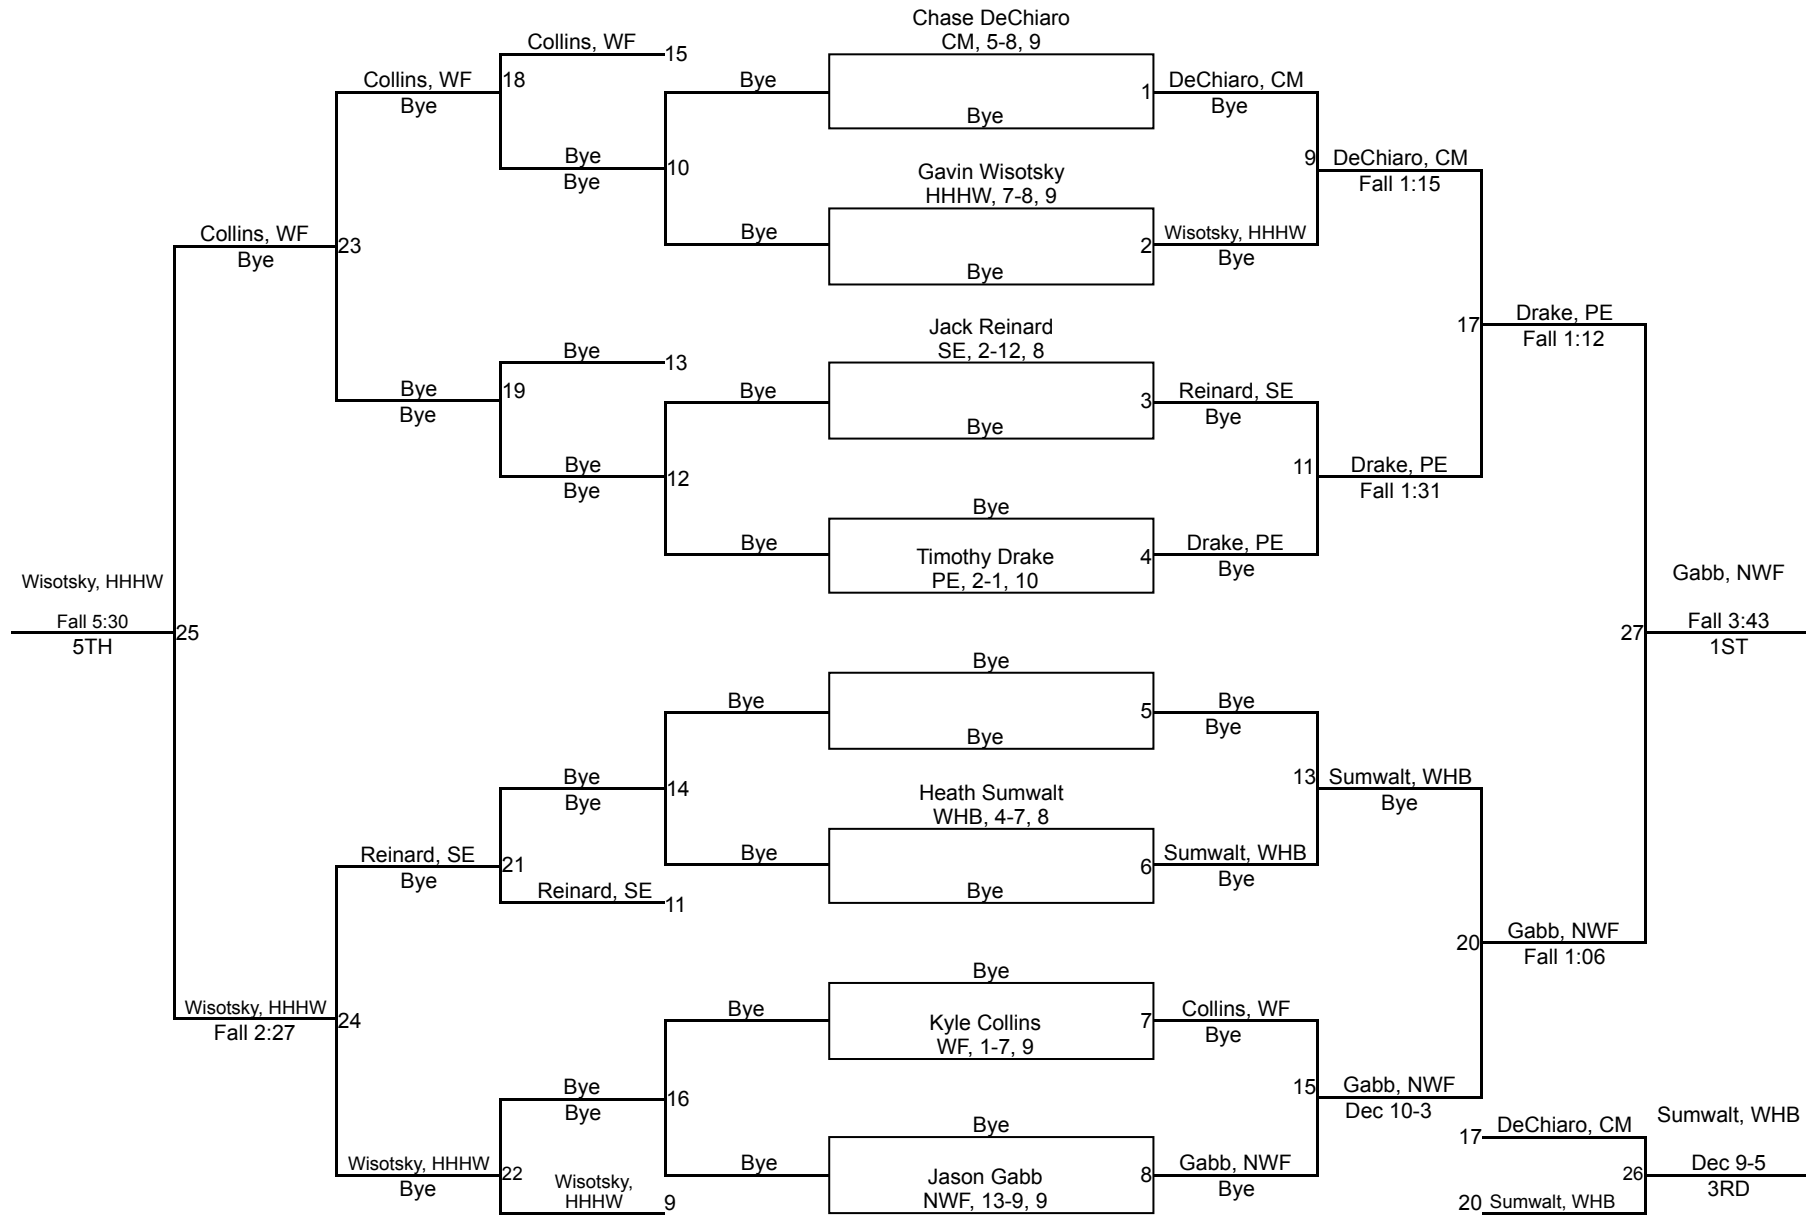 Chase DeChiaro
CM, 5-8, 9
Collins, WF
15
Collins, WF
18
Bye
1
DeChiaro, CM
Bye
Bye
Bye
Bye
Bye
10
9
DeChiaro, CM
Bye
Fall 1:15
Gavin Wisotsky
HHHW, 7-8, 9
Collins, WF
23
Bye
2
Wisotsky, HHHW
Bye
Bye
Bye
Jack Reinard
SE, 2-12, 8
17
Drake, PE
Fall 1:12
Bye
13
Bye
19
Bye
3
Reinard, SE
Bye
Bye
Bye
Bye
12
11
Drake, PE
Bye
Fall 1:31
Bye
Bye
Timothy Drake
PE, 2-1, 10
4
Drake, PE
Bye
Wisotsky, HHHW
Gabb, NWF
Fall 5:30
25
27
Fall 3:43
5TH
1ST
Bye
Bye
5
Bye
Bye
Bye
Bye
14
13
Sumwalt, WHB
Bye
Bye
Heath Sumwalt
WHB, 4-7, 8
Reinard, SE
21
Bye
6
Sumwalt, WHB
Bye
Bye
Bye
Reinard, SE
11
20
Gabb, NWF
Fall 1:06
Bye
Wisotsky, HHHW
24
Bye
Kyle Collins
WF, 1-7, 9
7
Collins, WF
Fall 2:27
Bye
Bye
16
15
Gabb, NWF
Bye
Dec 10-3
Bye
17
DeChiaro, CM
Sumwalt, WHB
Wisotsky, HHHW
22
Bye
Jason Gabb
NWF, 13-9, 9
8
Gabb, NWF
26
Dec 9-5
Bye
Bye
3RD
Wisotsky,
HHHW
9
20
Sumwalt, WHB